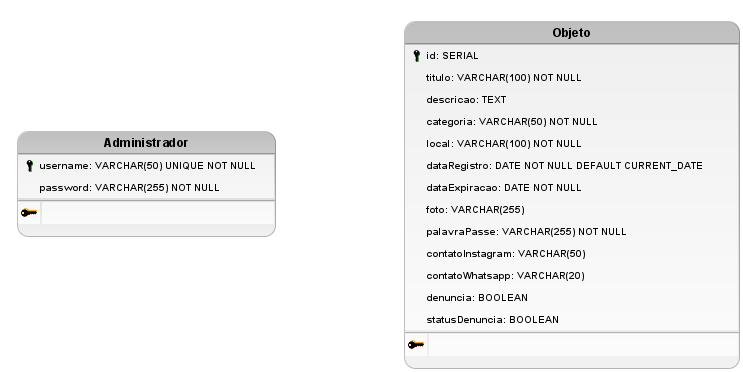 Administrador
username: VARCHAR(50) UNIQUE NOT NULL
password: VARCHAR(255) NOT NULL
Objeto
id: SERIAL
titulo: VARCHAR(100) NOT NULL
descricao: TEXT
categoria: VARCHAR(50) NOT NULL
local: VARCHAR(100) NOT NULL
dataRegistro: DATE NOT NULL DEFAULT CURRENT_DATE
dataExpiracao: DATE NOT NULL
foto: VARCHAR(255)
palavraPasse: VARCHAR(255) NOT NULL
contatoInstagram: VARCHAR(50)
contatoWhatsapp: VARCHAR(20)
denuncia: BOOLEAN
statusDenuncia: BOOLEAN